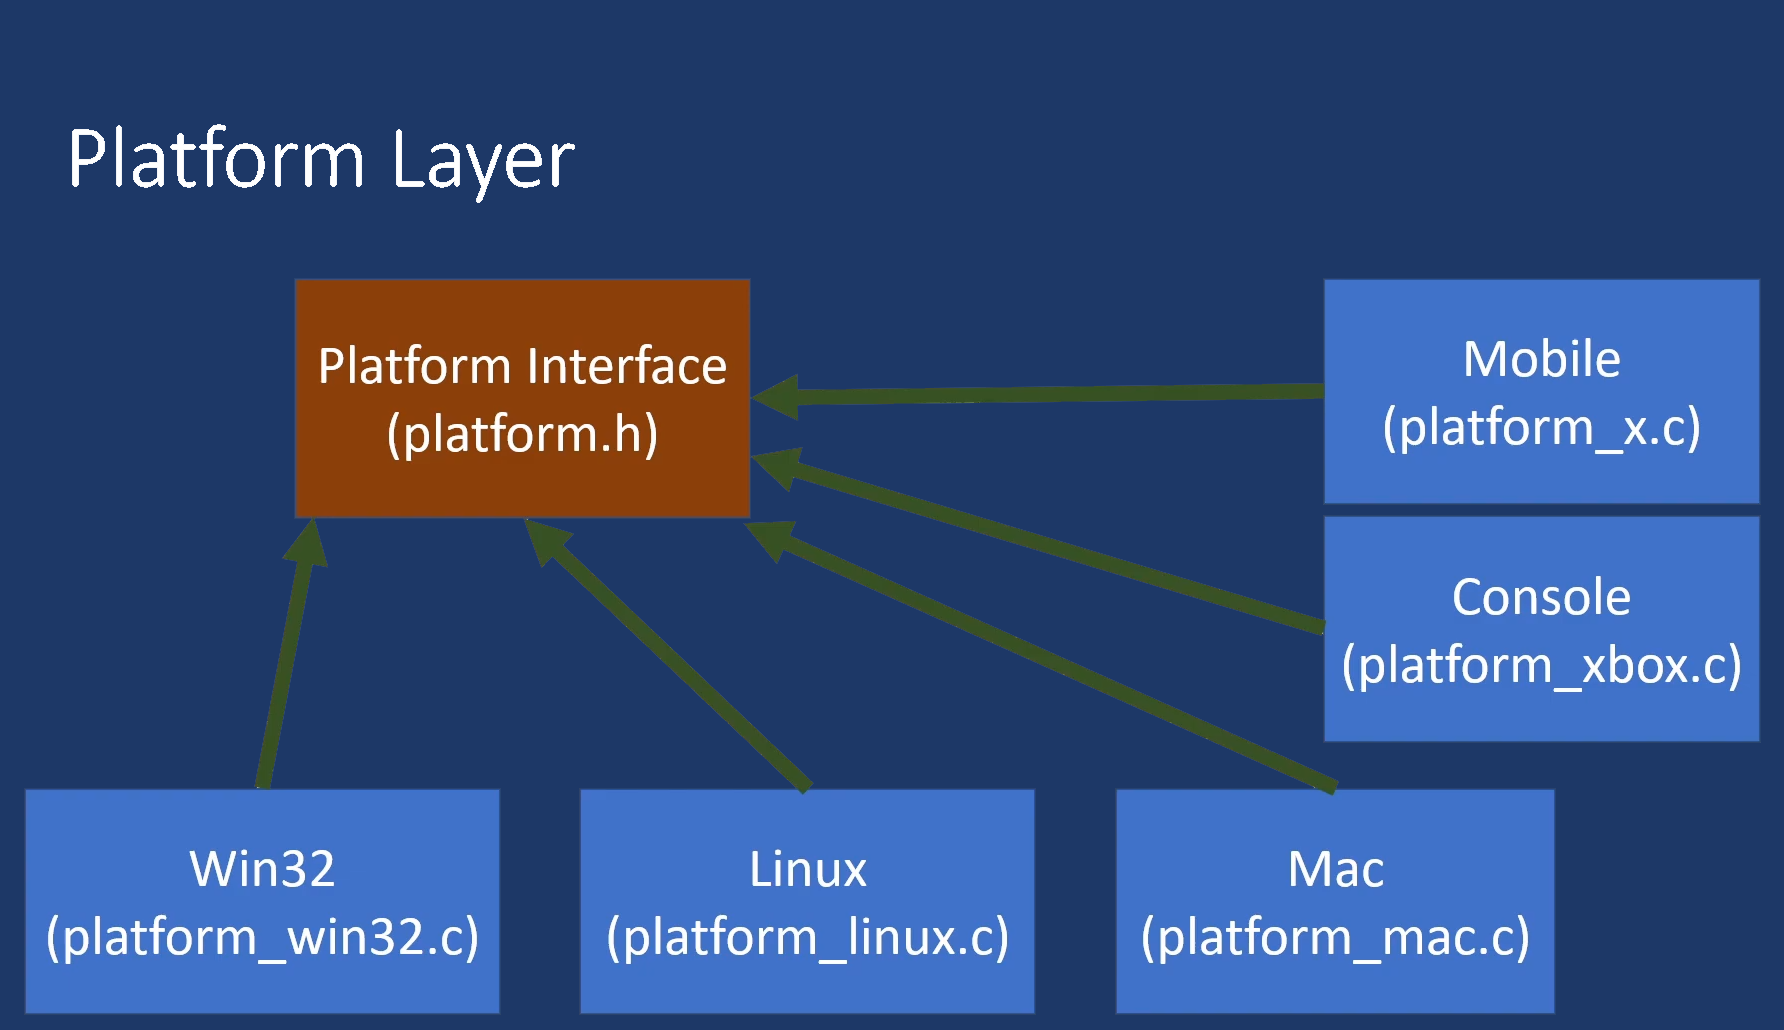 Platform Layer
Platform Interface
(platform.h)
Mobile
(platform_x.c)
Console
(platform_xbox.c)
Win32
(platform_win32.c)
Linux
(platform_linux.c)
Mac
(platform_mac.c)